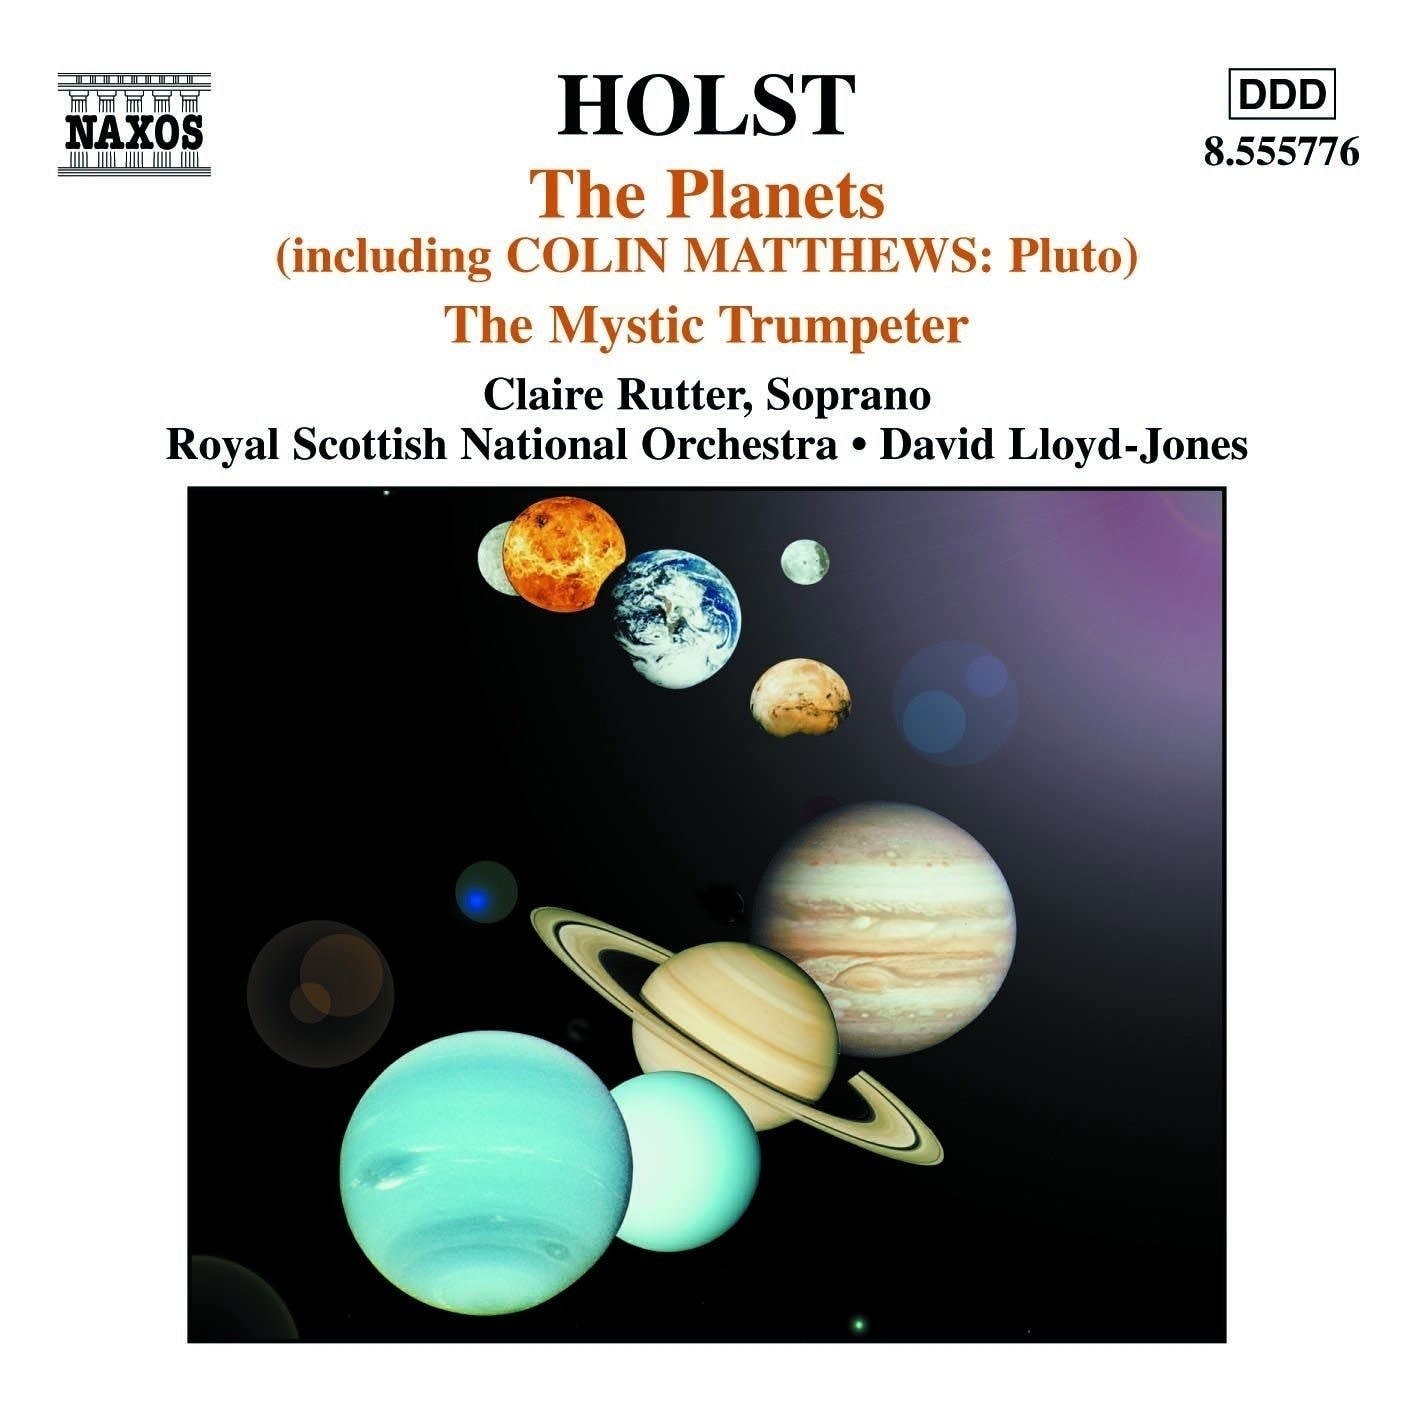 NAXOS
HOLST
DDD
8.555776
The Planets
(including COLIN MATTHEWS: Pluto)
The Mystic Trumpeter
Claire Rutter, Soprano
Royal Scottish National Orchestra • David Lloyd-Jones